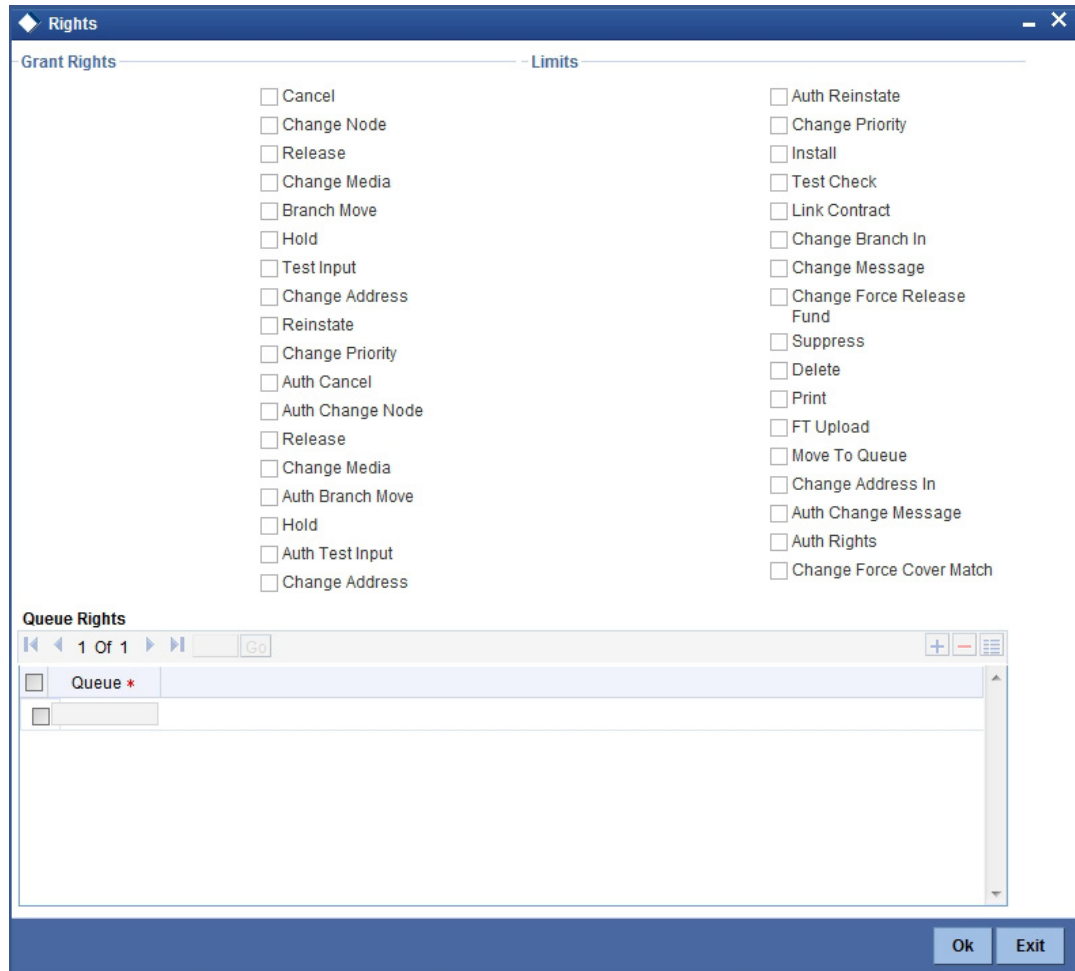 Rights
Grant Rights
Cancel
Change Node
Release
Change Media
Branch Move
Hold
Test Input
Change Address
Reinstate
Change Priority
Auth Cancel
Auth Change Node
Release
Change Media
Auth Branch Move
Hold
Auth Test Input
Change Address
Limits
Auth Reinstate
Change Priority
Install
Test Check
Link Contract
Change Branch In
Change Message
Change Force Release
Fund
Suppress
Delete
Print
FT Upload
Move To Queue
Change Address In
Auth Change Message
Auth Rights
Change Force Cover Match
Queue Rights
1 Of 1 Go
Queue *
Ok Exit